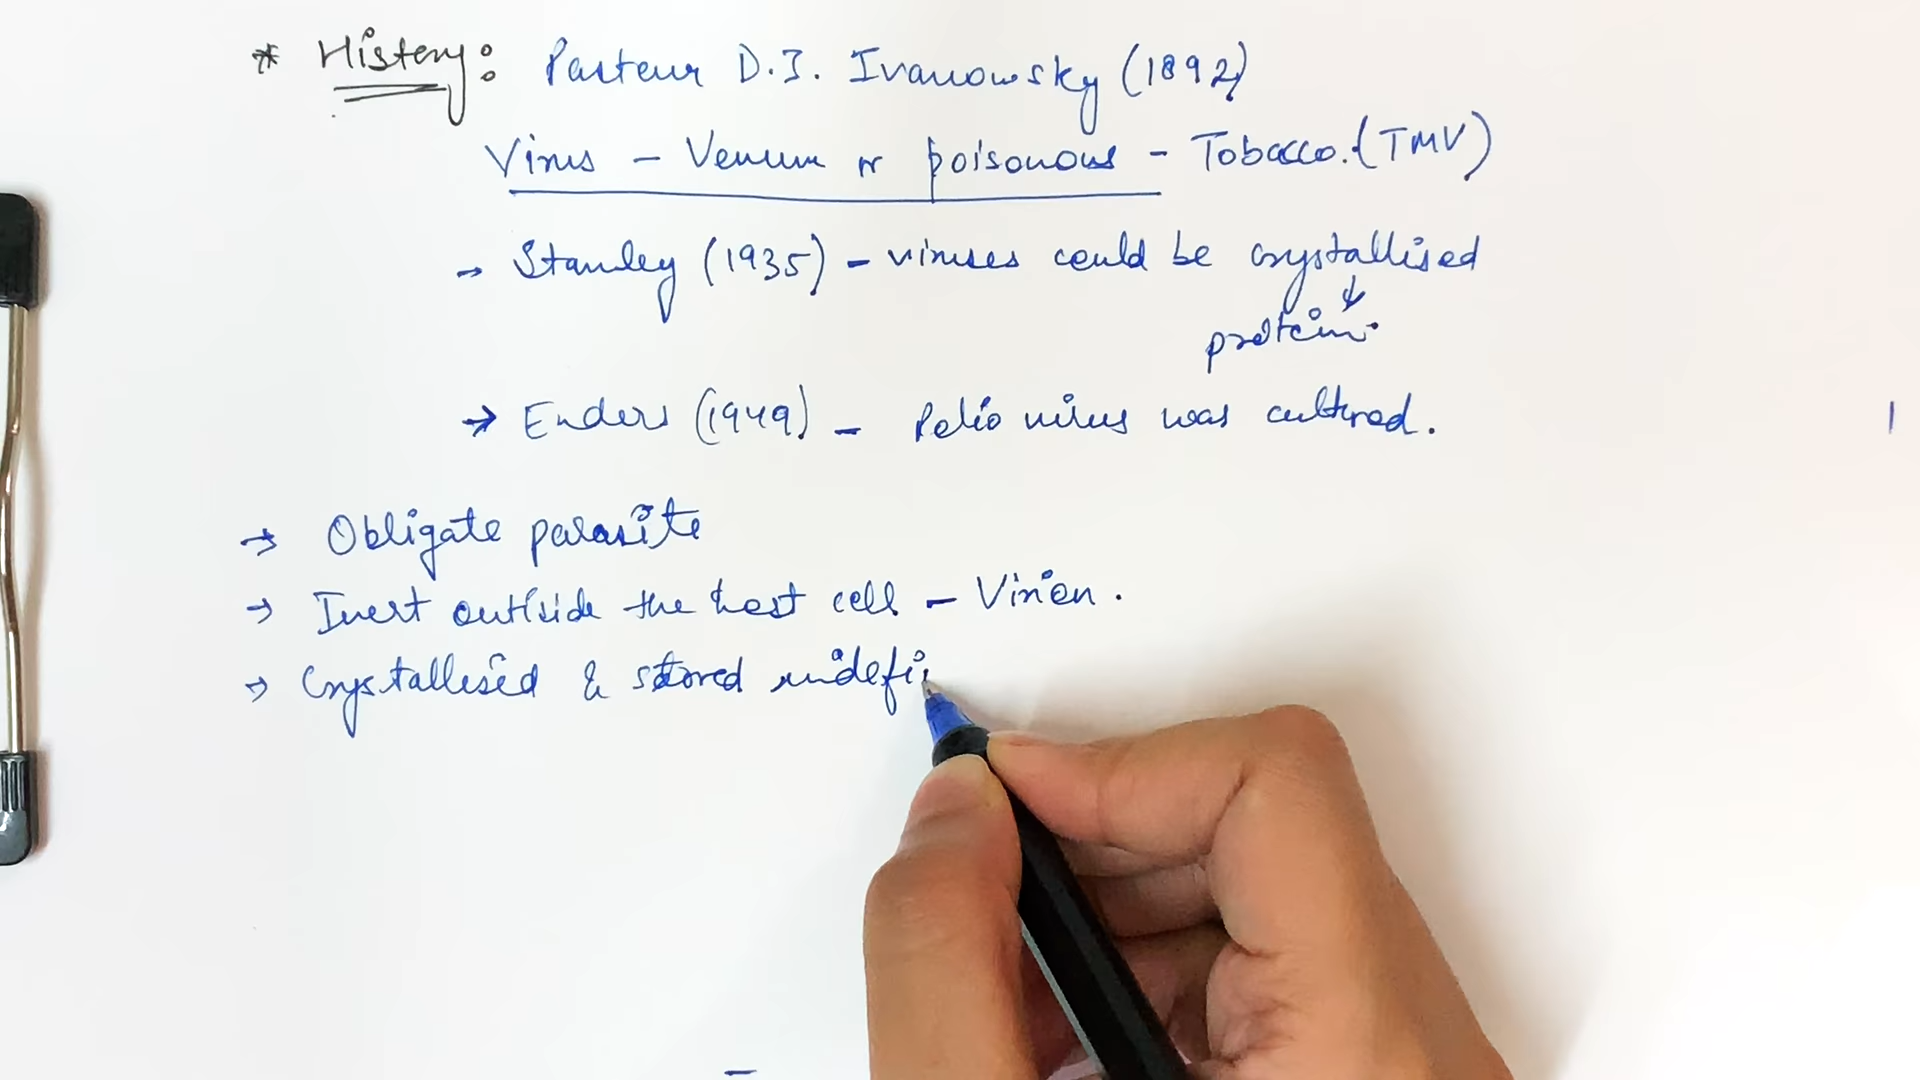 * History: Pasteur D.I. Ivanowsky (1892)
Virus - Venum or poisonous - Tobacco. (TMV)
→ Stanley (1935) - viruses could be crystallised
↓
protein.
→ Enders (1949) - Polio virus was cultured.
→ Obligate parasite
→ Inert outside the host cell - Virion.
→ Crystallised & stored indefi